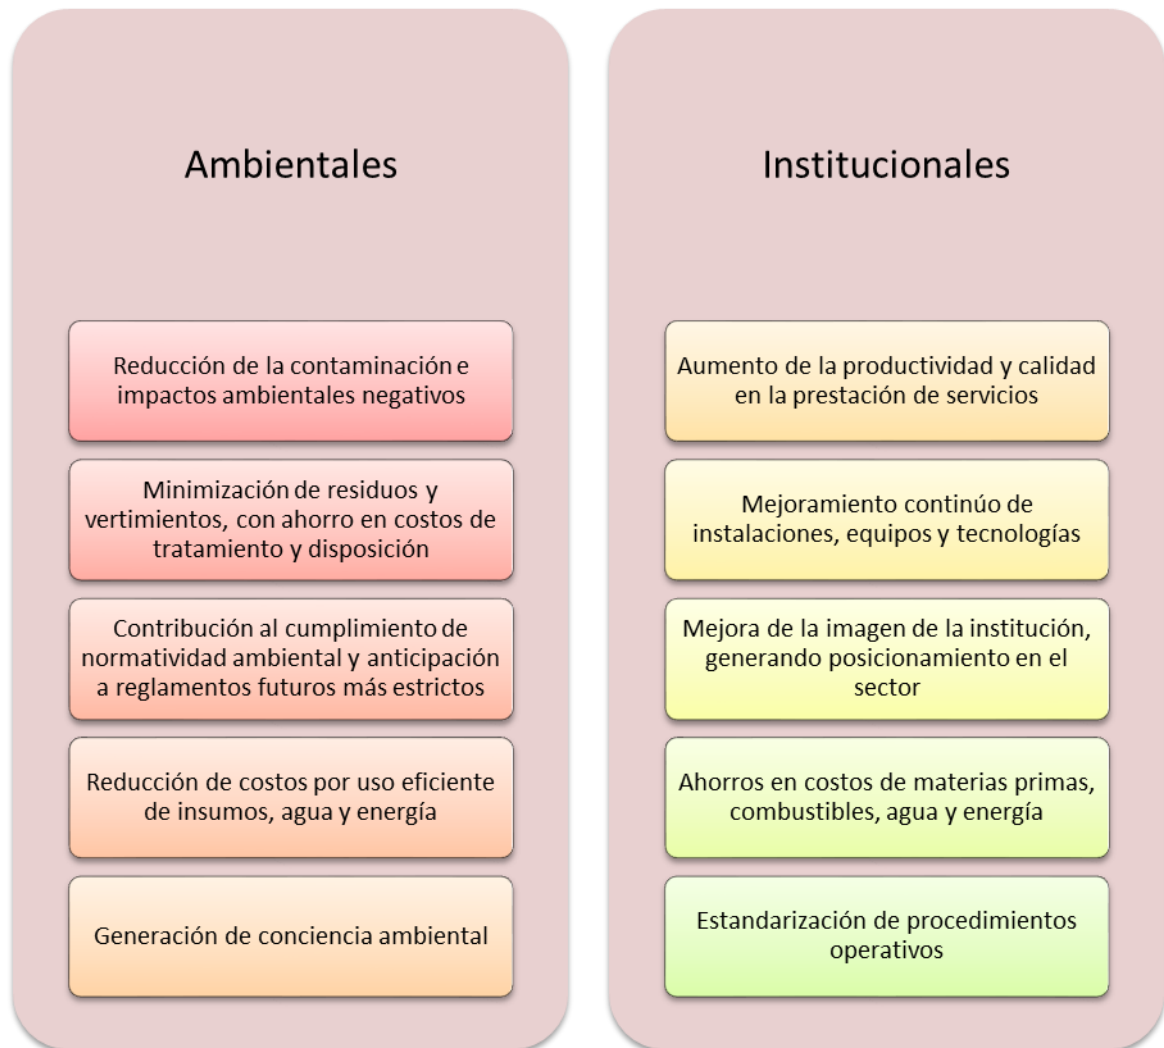 Ambientales
Reducción de la contaminación e
impactos ambientales negativos
Minimización de residuos y
vertimientos, con ahorro en costos de
tratamiento y disposición
Contribución al cumplimiento de
normatividad ambiental y anticipación
a reglamentos futuros más estrictos
Reducción de costos por uso eficiente
de insumos, agua y energía
Generación de conciencia ambiental
Institucionales
Aumento de la productividad y calidad
en la prestación de servicios
Mejoramiento continúo de
instalaciones, equipos y tecnologías
Mejora de la imagen de la institución,
generando posicionamiento en el
sector
Ahorros en costos de materias primas,
combustibles, agua y energía
Estandarización de procedimientos
operativos